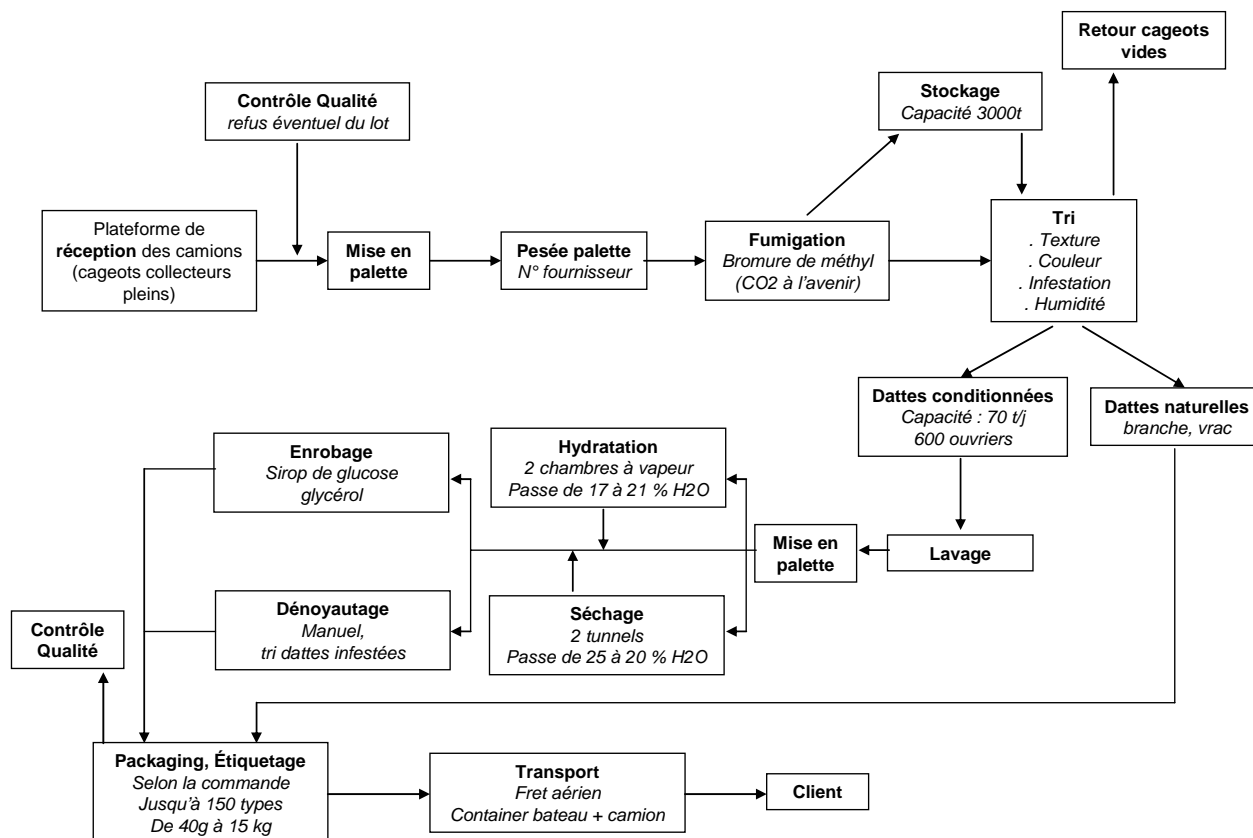 Retour cageots
vides
Contrôle Qualité
refus éventuel du lot
Stockage
Capacité 3000t
Plateforme de
réception des camions
(cageots collecteurs
pleins)
Mise en
palette
Pesée palette
N° fournisseur
Fumigation
Bromure de méthyl
(CO2 à l'avenir)
Tri
. Texture
. Couleur
. Infestation
. Humidité
Dattes conditionnées
Capacité : 70 t/j
600 ouvriers
Dattes naturelles
branche, vrac
Enrobage
Sirop de glucose
glycérol
Hydratation
2 chambres à vapeur
Passe de 17 à 21 % H2O
Mise en
palette
Lavage
Contrôle
Qualité
Dénoyautage
Manuel,
tri dattes infestées
Séchage
2 tunnels
Passe de 25 à 20 % H2O
Packaging, Étiquetage
Selon la commande
Jusqu'à 150 types
De 40g à 15 kg
Transport
Fret aérien
Container bateau + camion
Client